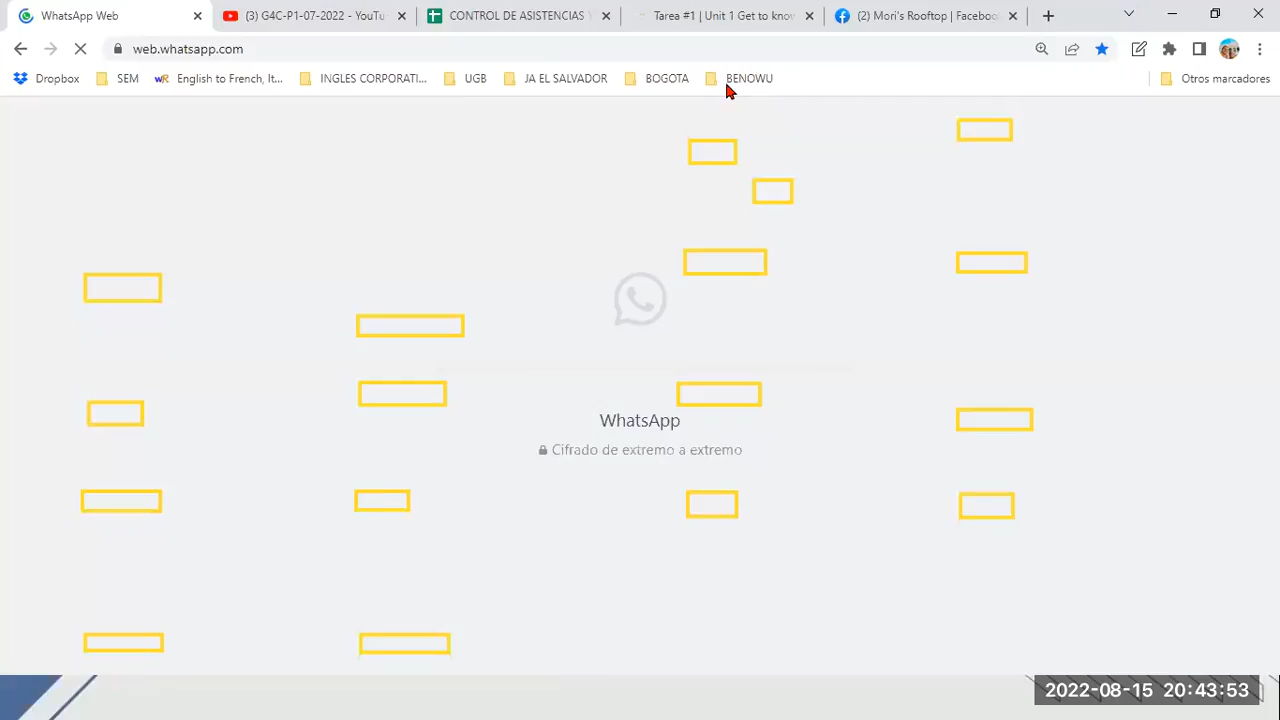 WhatsApp Web
(3) G4C-P1-07-2022 - YouTu
CONTROL DE ASISTENCIAS Y
Tarea #1 | Unit 1 Get to know
(2) Mori's Rooftop | Facebo
web.whatsapp.com
Dropbox
SEM
English to French, It...
INGLES CORPORATI...
UGB
JA EL SALVADOR
BOGOTA
BENOWU
Otros marcadores
WhatsApp
Cifrado de extremo a extremo
2022-08-15 20:43:53